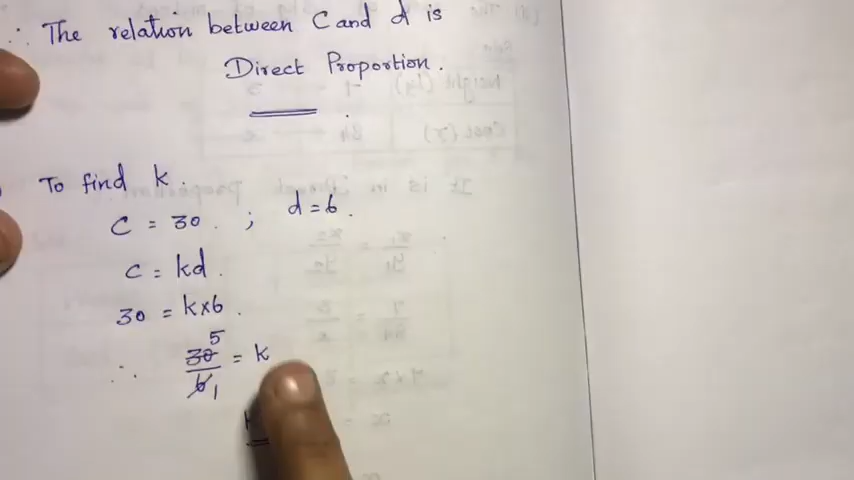 ∴ The relation between C and d is
Direct Proportion.
To find k.
C = 30 ; d = 6.
C = kd.
30 = k×6.
∴ 30/6 = k
5
1